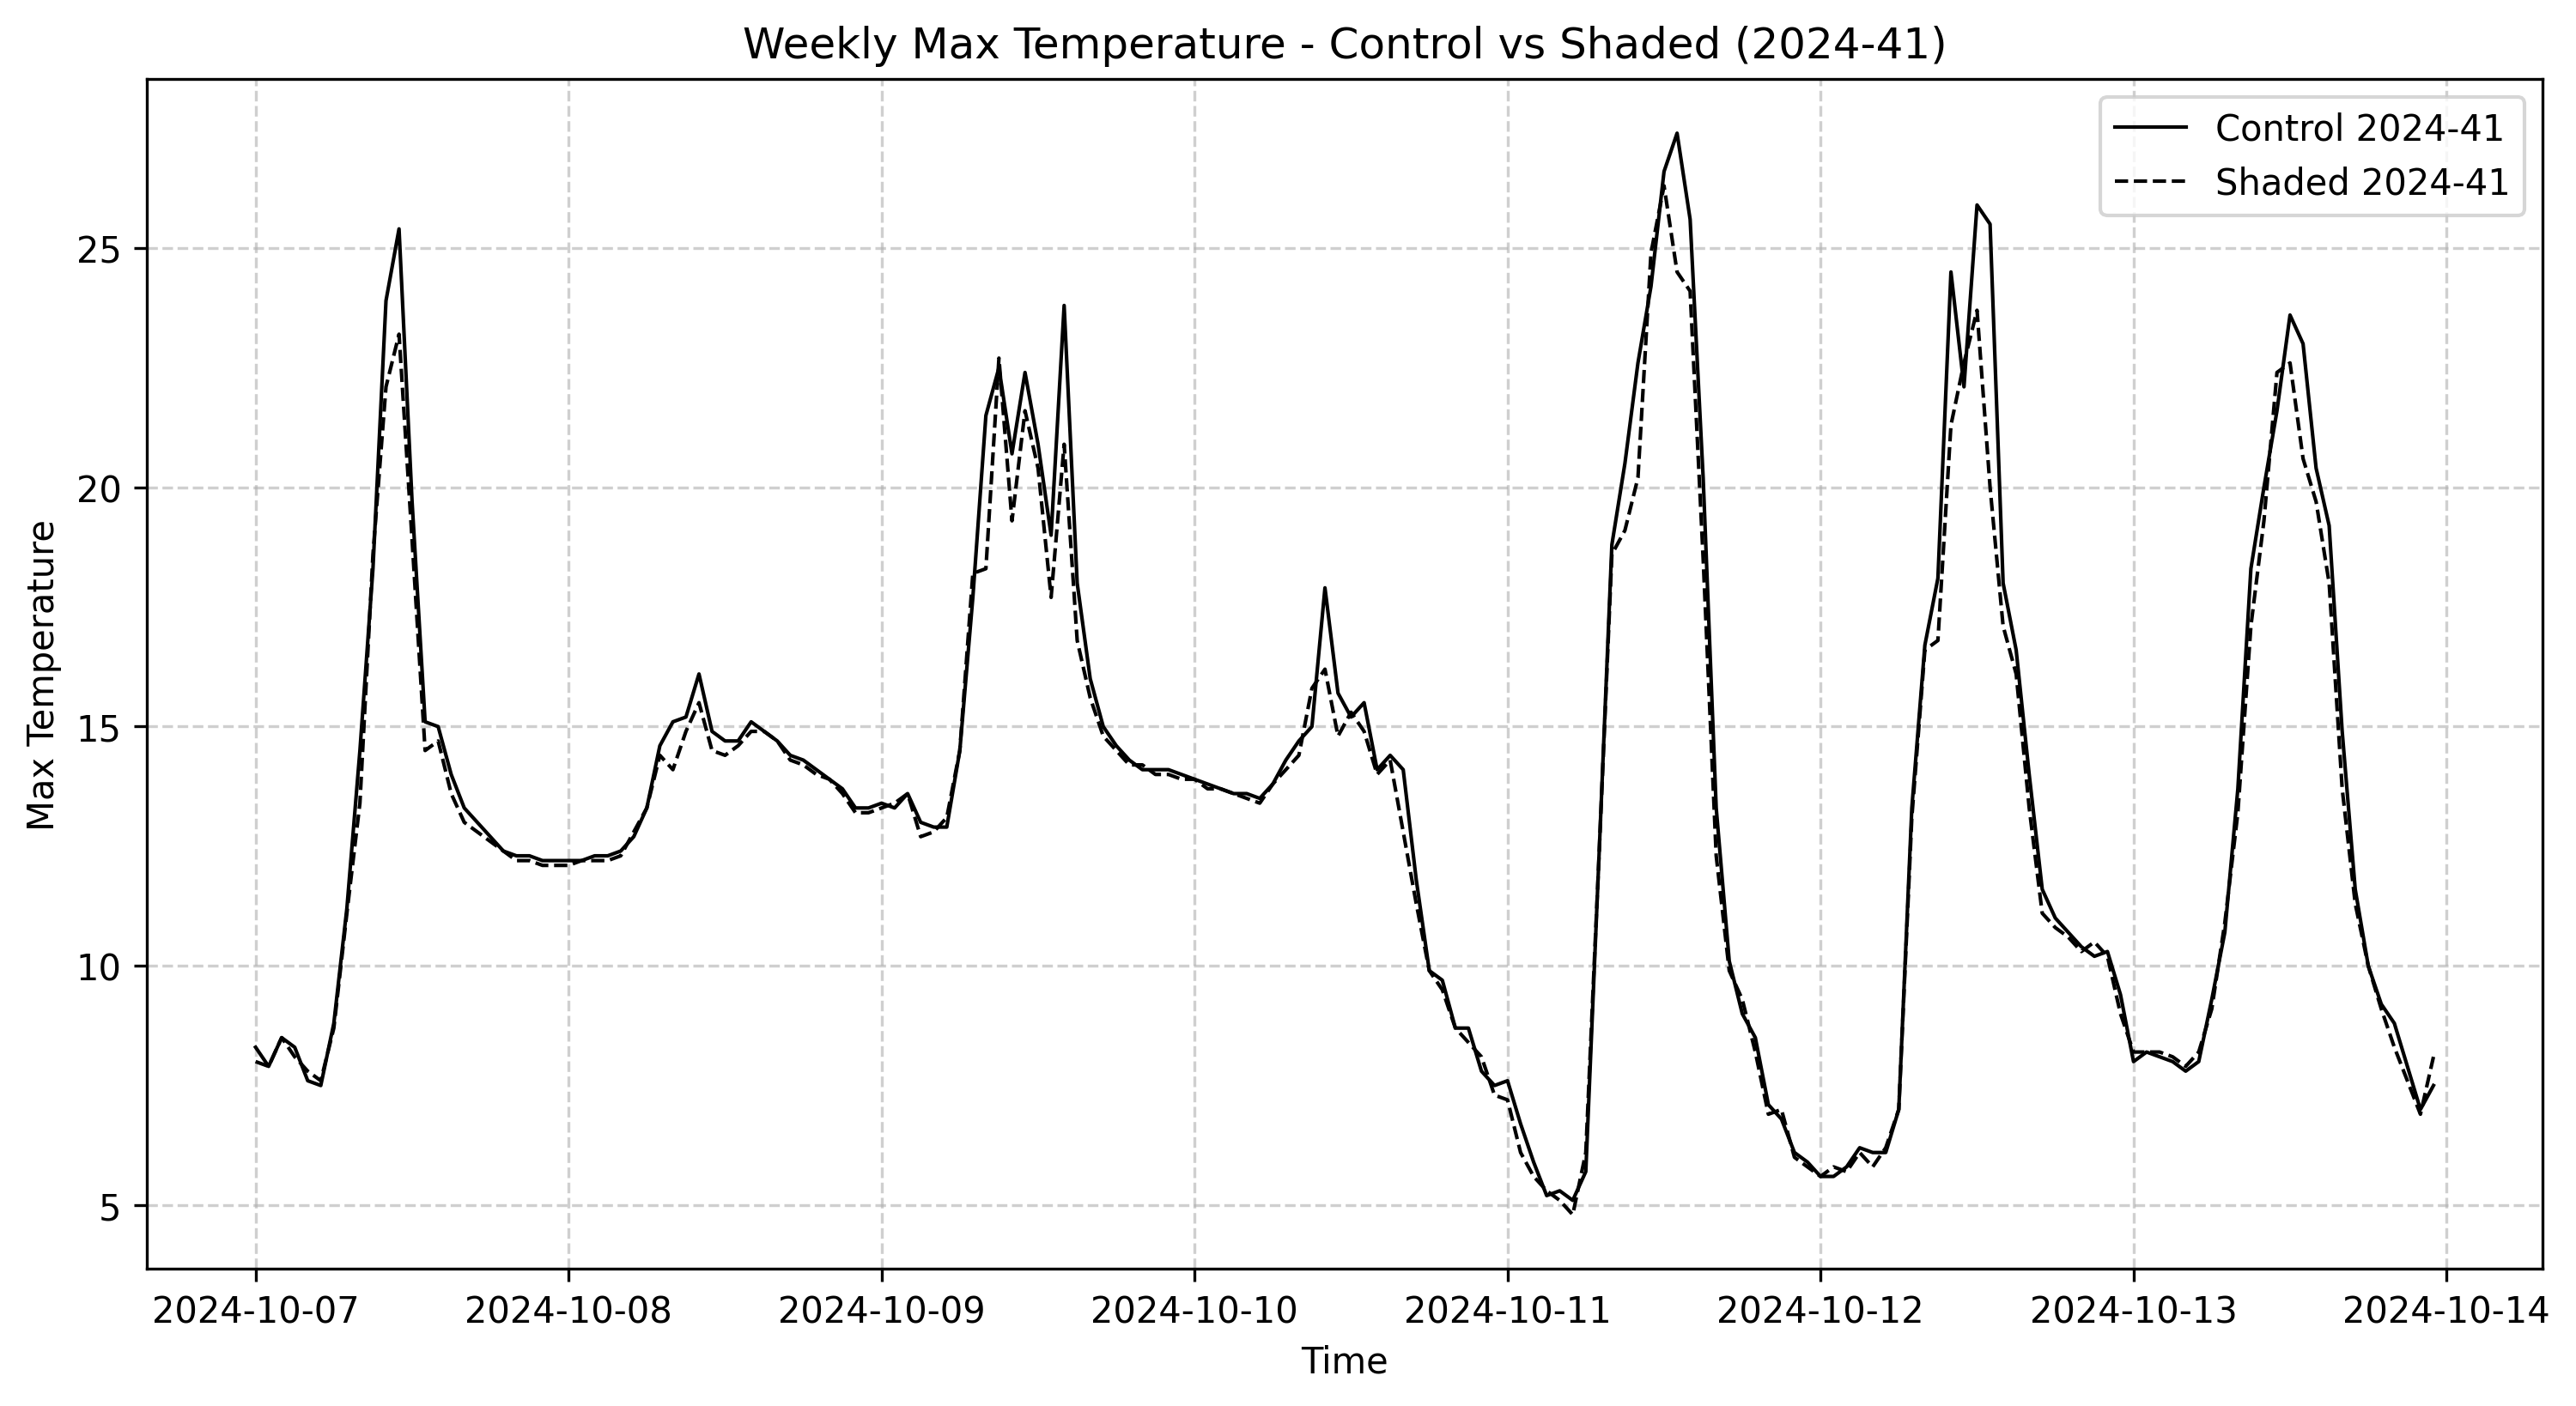 Weekly Max Temperature - Control vs Shaded (2024-41)
Control 2024-41
Shaded 2024-41
Max Temperature
25
20
15
10
5
2024-10-07
2024-10-08
2024-10-09
2024-10-10
2024-10-11
2024-10-12
2024-10-13
2024-10-14
Time